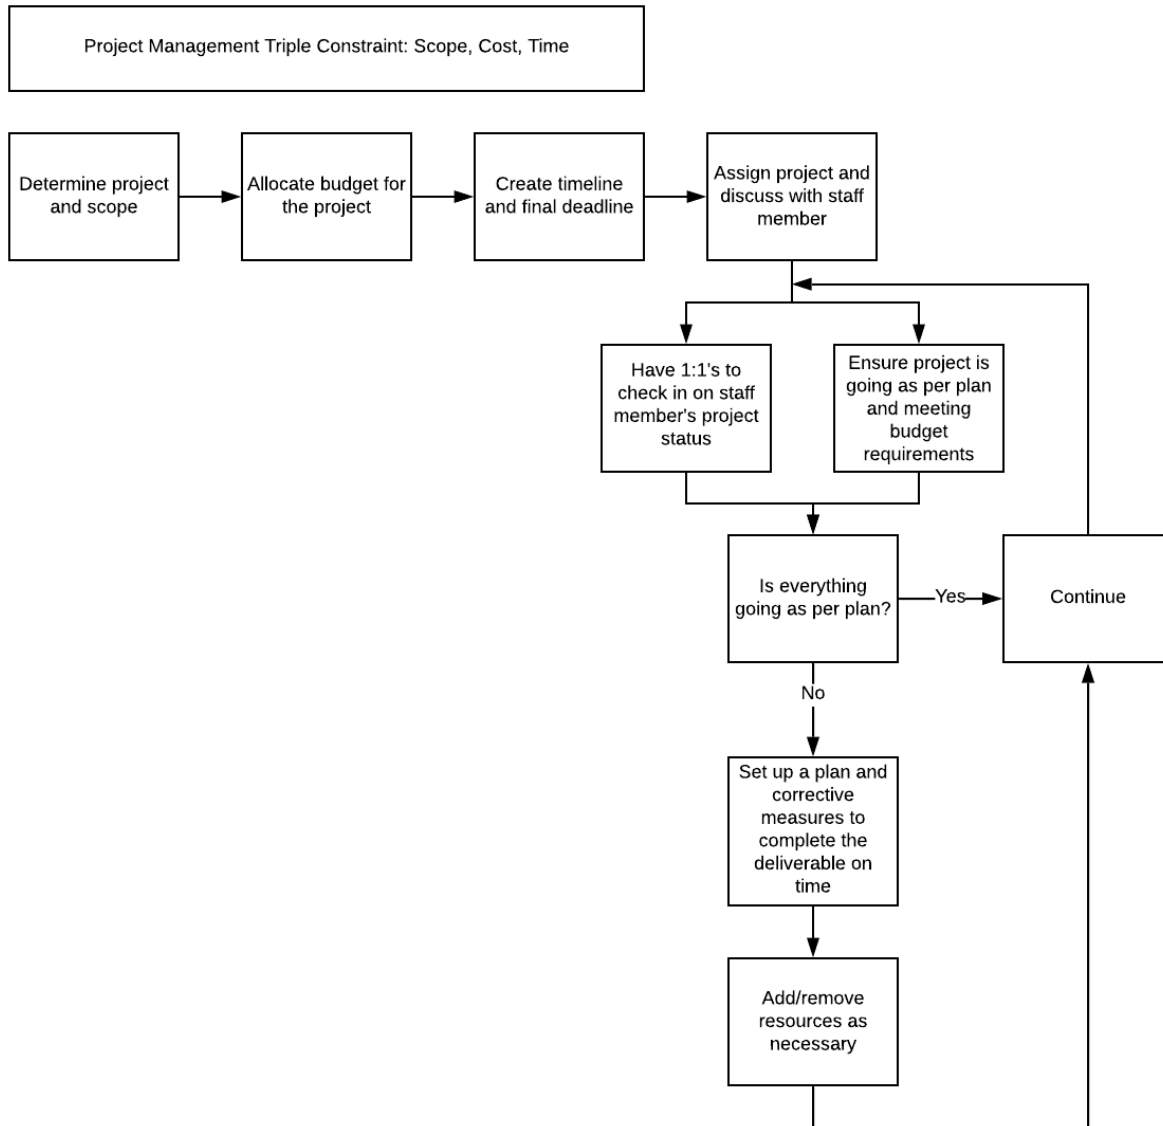 Project Management Triple Constraint: Scope, Cost, Time
Determine project
and scope
Allocate budget for
the project
Create timeline
and final deadline
Assign project and
discuss with staff
member
Have 1:1's to
check in on staff
member's project
status
Ensure project is
going as per plan
and meeting
budget
requirements
Is everything
going as per plan?
Yes
Continue
No
Set up a plan and
corrective
measures to
complete the
deliverable on
time
Add/remove
resources as
necessary